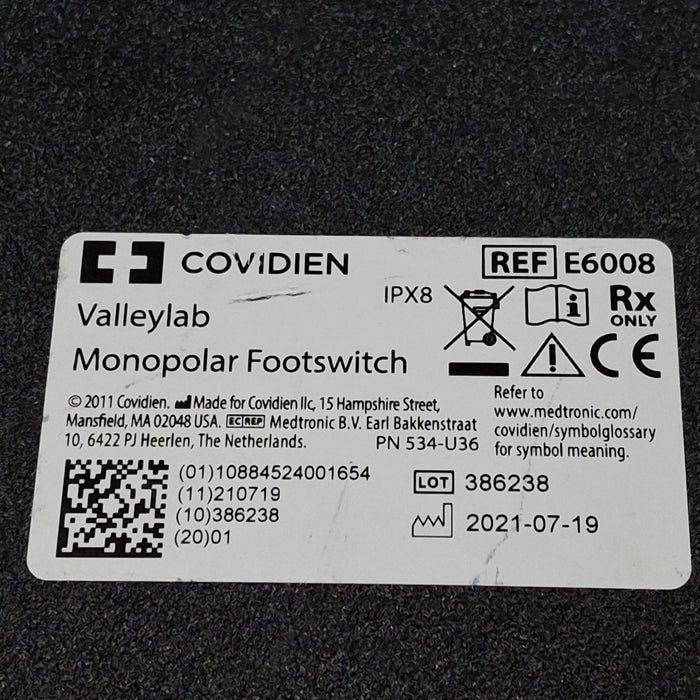 COVIDIEN
REF E6008
Valleylab
IPX8
Rx
ONLY
Monopolar Footswitch
CE
© 2011 Covidien. Made for Covidien llc, 15 Hampshire Street,
Mansfield, MA 02048 USA. EC REP Medtronic B.V. Earl Bakkenstraat
10, 6422 PJ Heerlen, The Netherlands.
PN 534-U36
Refer to
www.medtronic.com/
covidien/symbolglossary
for symbol meaning.
(01)10884524001654
(11)210719
(10)386238
(20)01
LOT 386238
2021-07-19